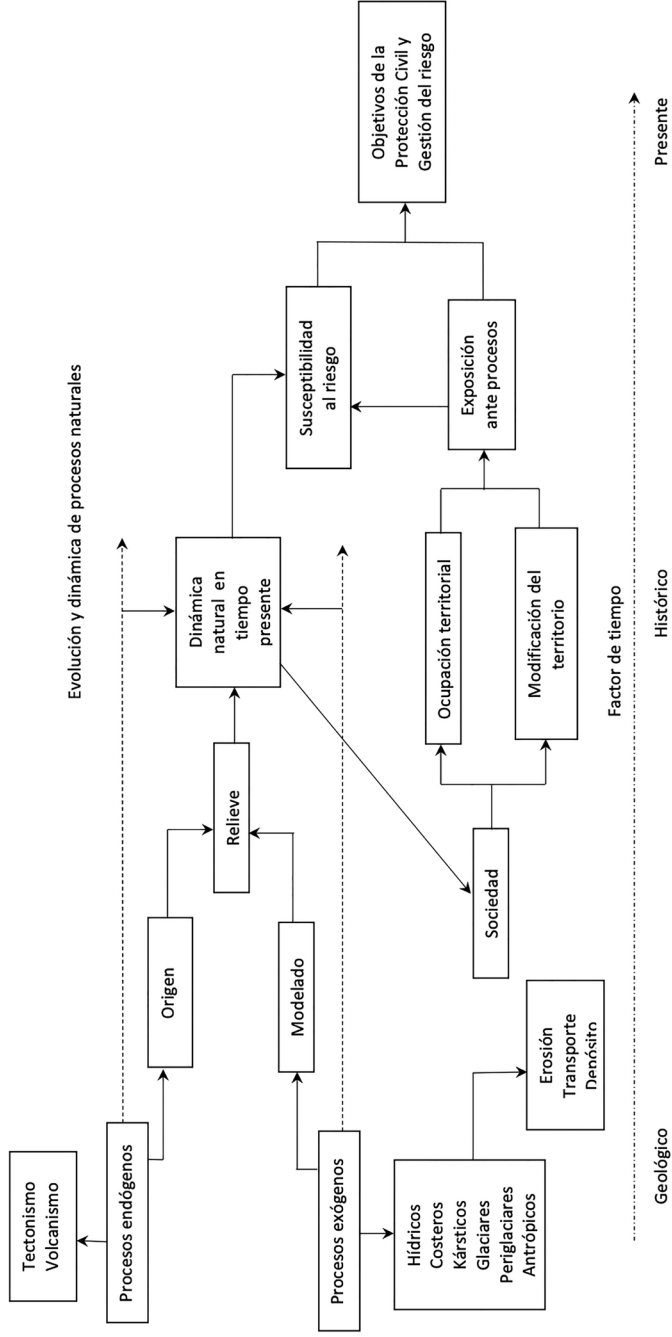 Evolución y dinámica de procesos naturales
Tectonismo
Volcanismo
Procesos endógenos
Origen
Relieve
Modelado
Procesos exógenos
Hídricos
Costeros
Kársticos
Glaciares
Periglaciares
Antrópicos
Erosión
Transporte
Depósito
Dinámica
natural en
tiempo
presente
Sociedad
Ocupación territorial
Modificación del
territorio
Susceptibilidad
al riesgo
Exposición
ante procesos
Objetivos de la
Protección Civil y
Gestión del riesgo
Factor de tiempo
Geológico
Histórico
Presente